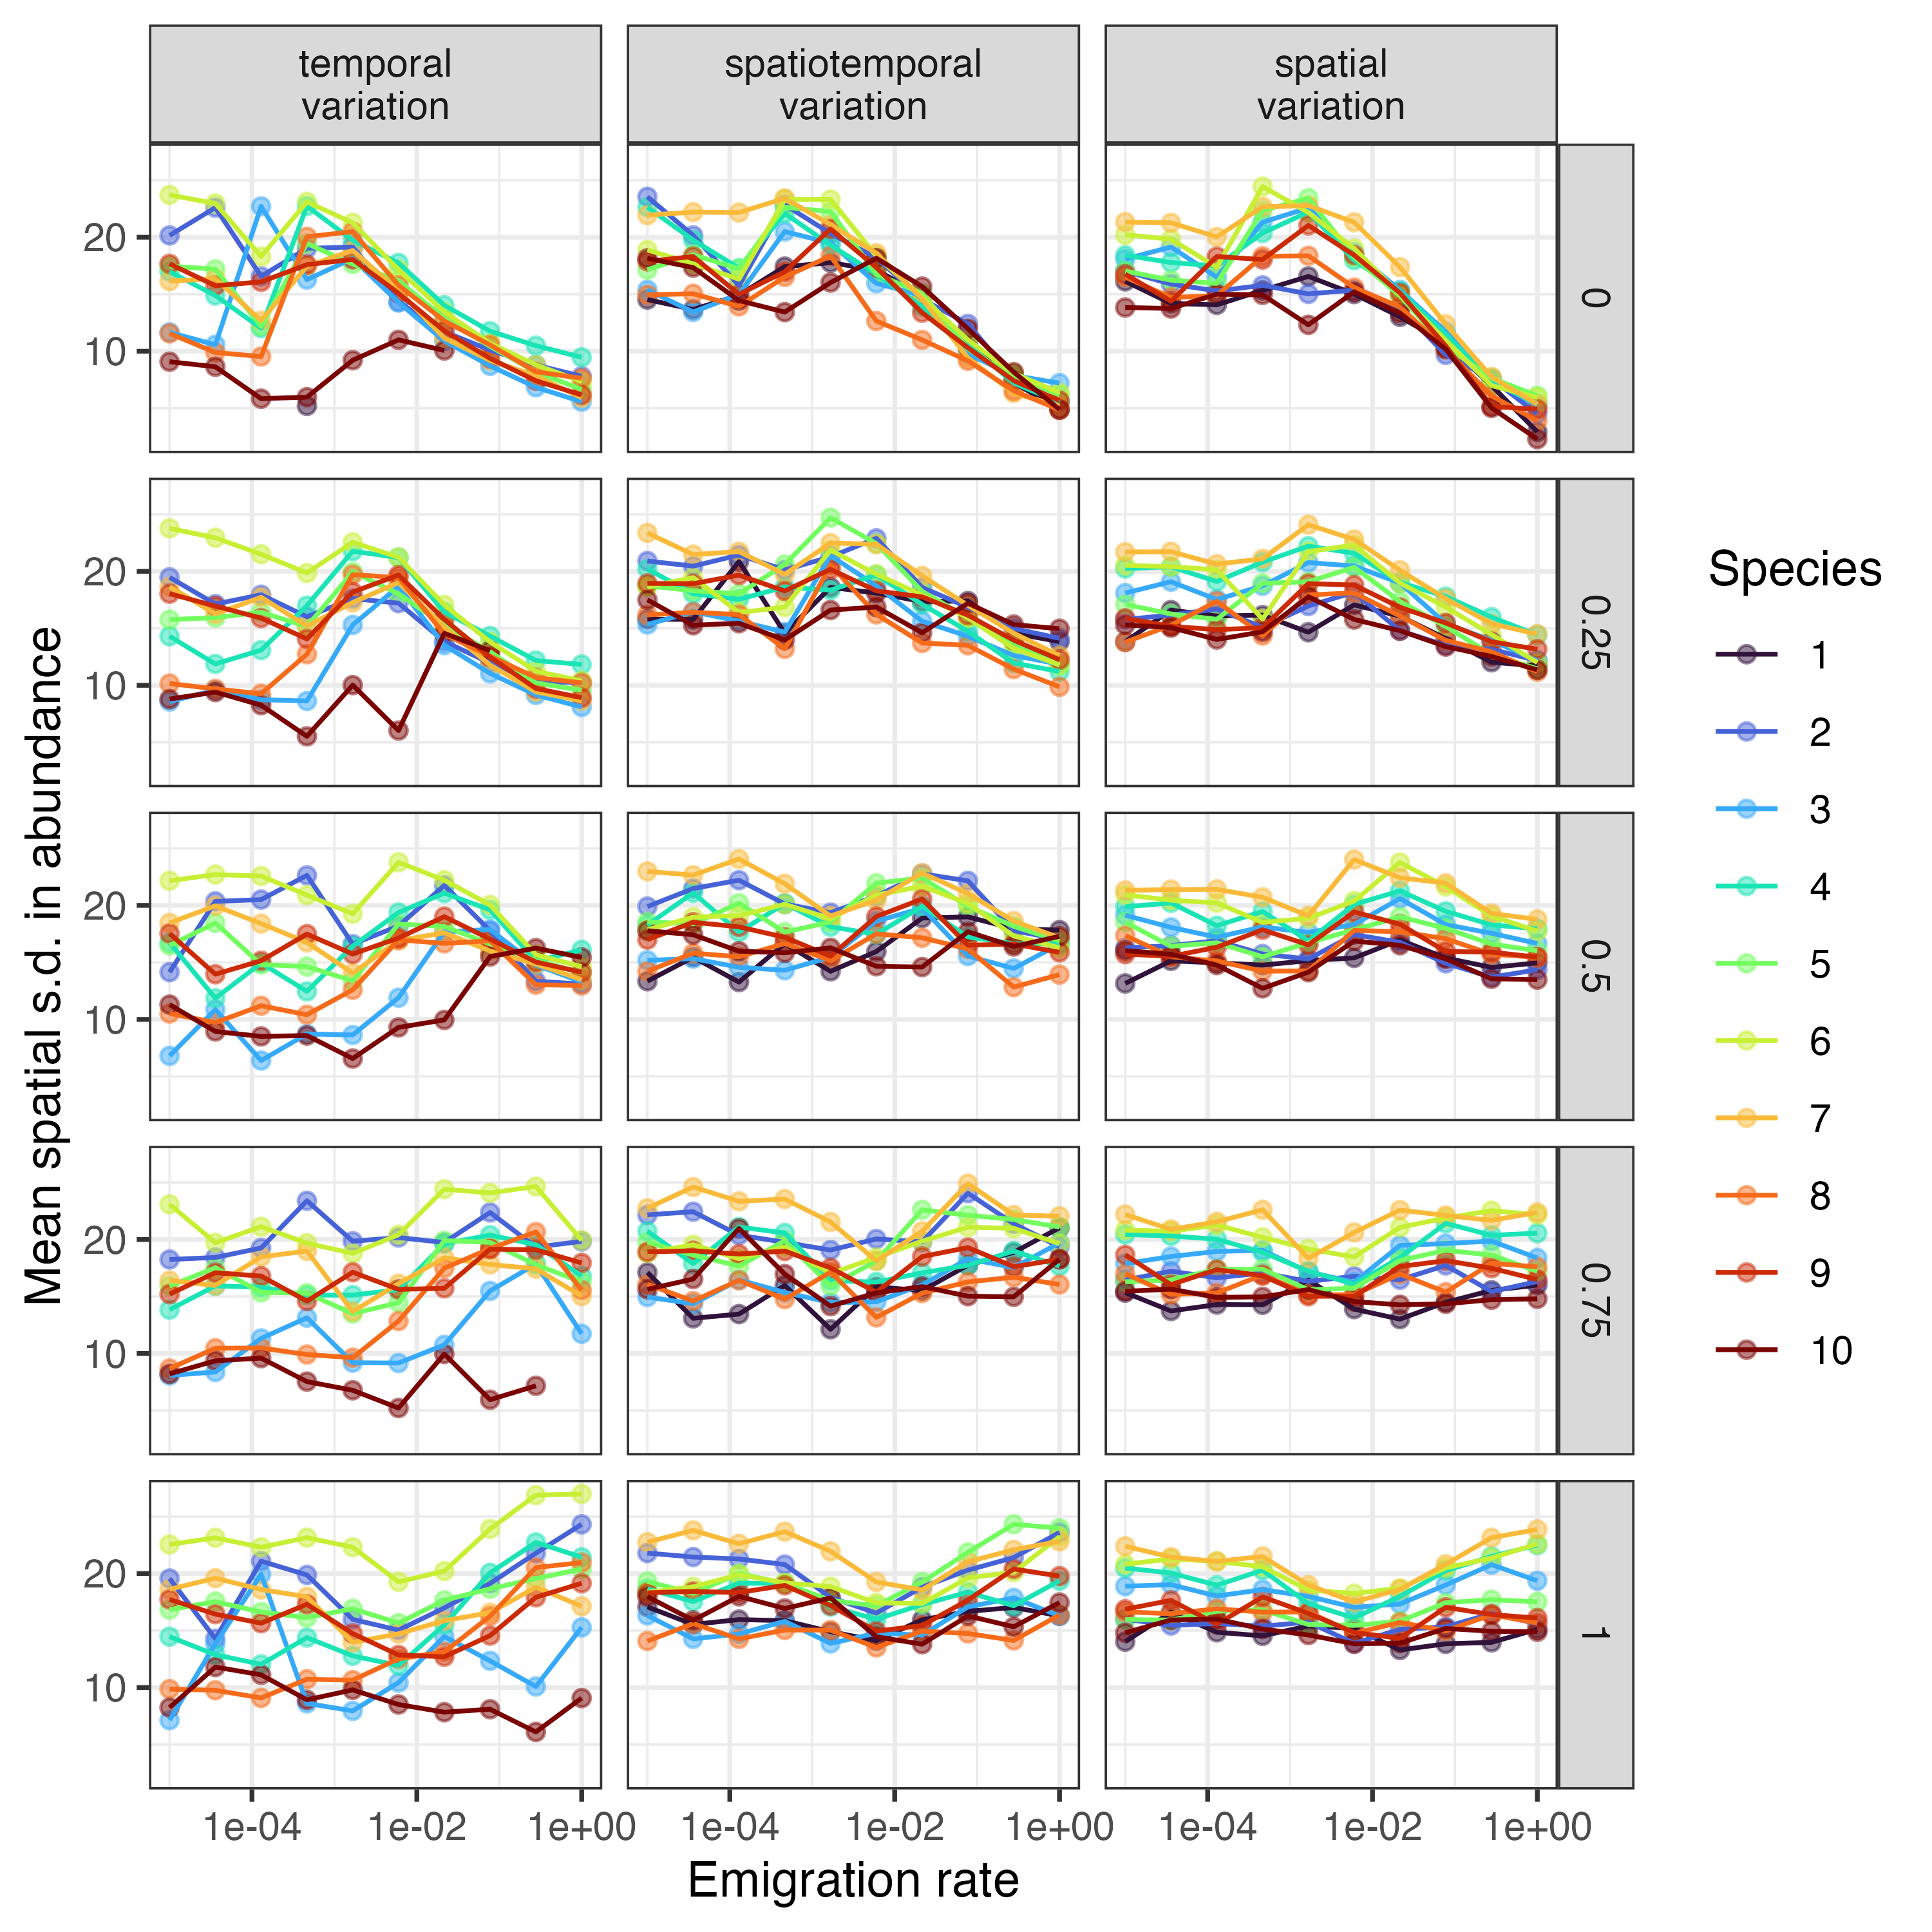 temporal
variation
spatiotemporal
variation
spatial
variation
20
10
0
20
10
0.25
20
10
0.5
20
10
0.75
20
10
1
1e-04
1e-02
1e+00
1e-04
1e-02
1e+00
1e-04
1e-02
1e+00
Emigration rate
Mean spatial s.d. in abundance
Species
1
2
3
4
5
6
7
8
9
10